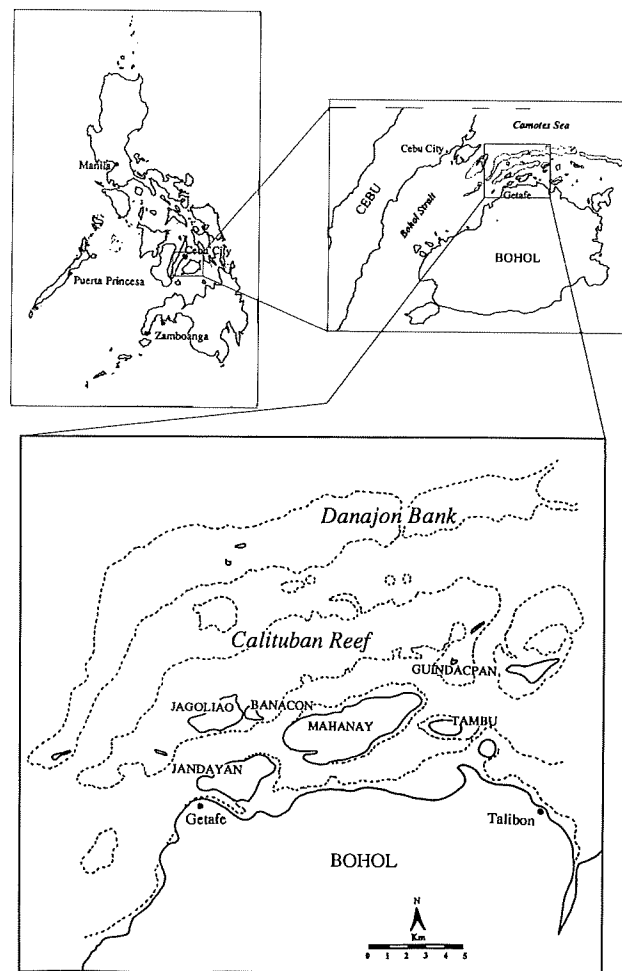 Manila
Cebu City
Puerta Princesa
Zamboanga
Camotes Sea
Cebu City
CEBU
Bohol Strait
Getafe
BOHOL
Danajon Bank
Calituban Reef
GUINDACPAN
JAGOLIAO
BANACON
MAHANAY
TAMBU
JANDAYAN
Getafe
Talibon
BOHOL
N
Km
0 1 2 3 4 5